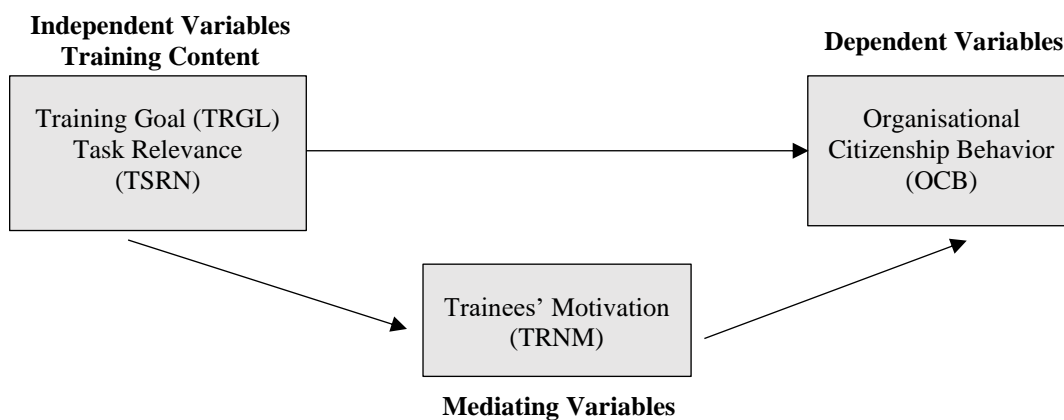 Independent Variables
Training Content
Training Goal (TRGL)
Task Relevance
(TSRN)
Dependent Variables
Organisational
Citizenship Behavior
(OCB)
Trainees’ Motivation
(TRNM)
Mediating Variables